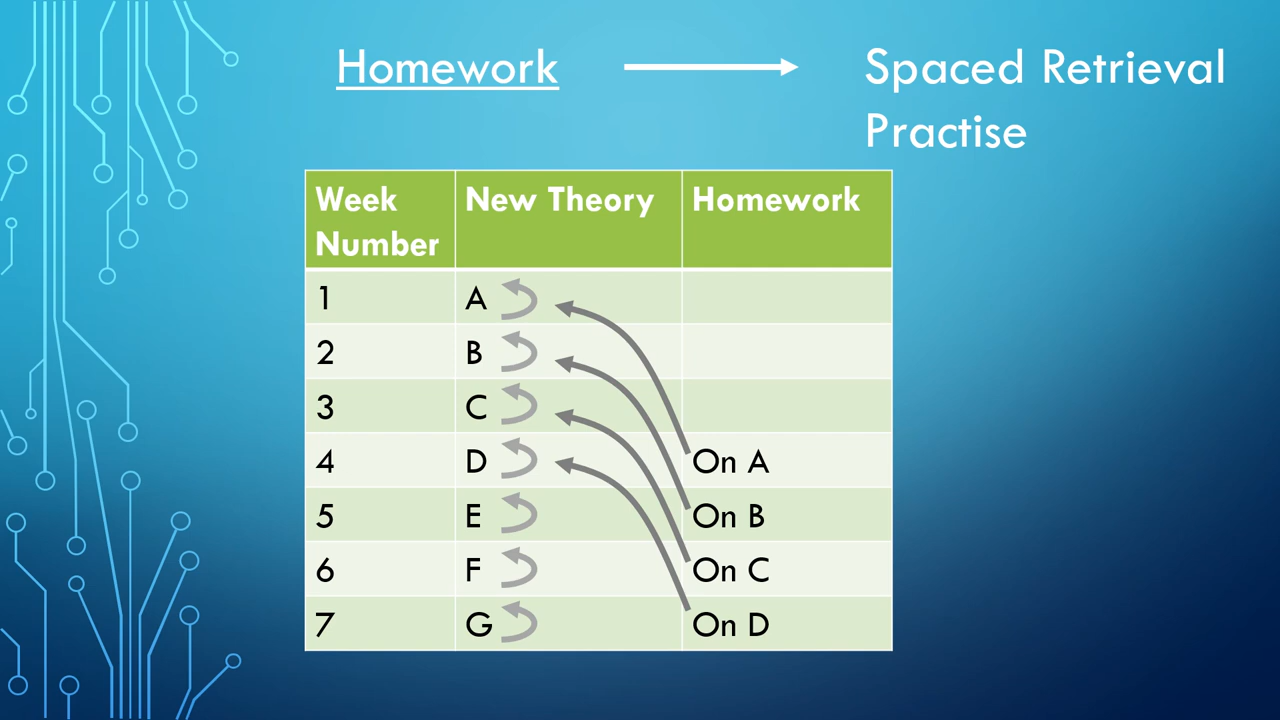 Homework
Spaced Retrieval
Practise
Week
Number
New Theory
Homework
1
A
2
B
3
C
4
D
On A
5
E
On B
6
F
On C
7
G
On D